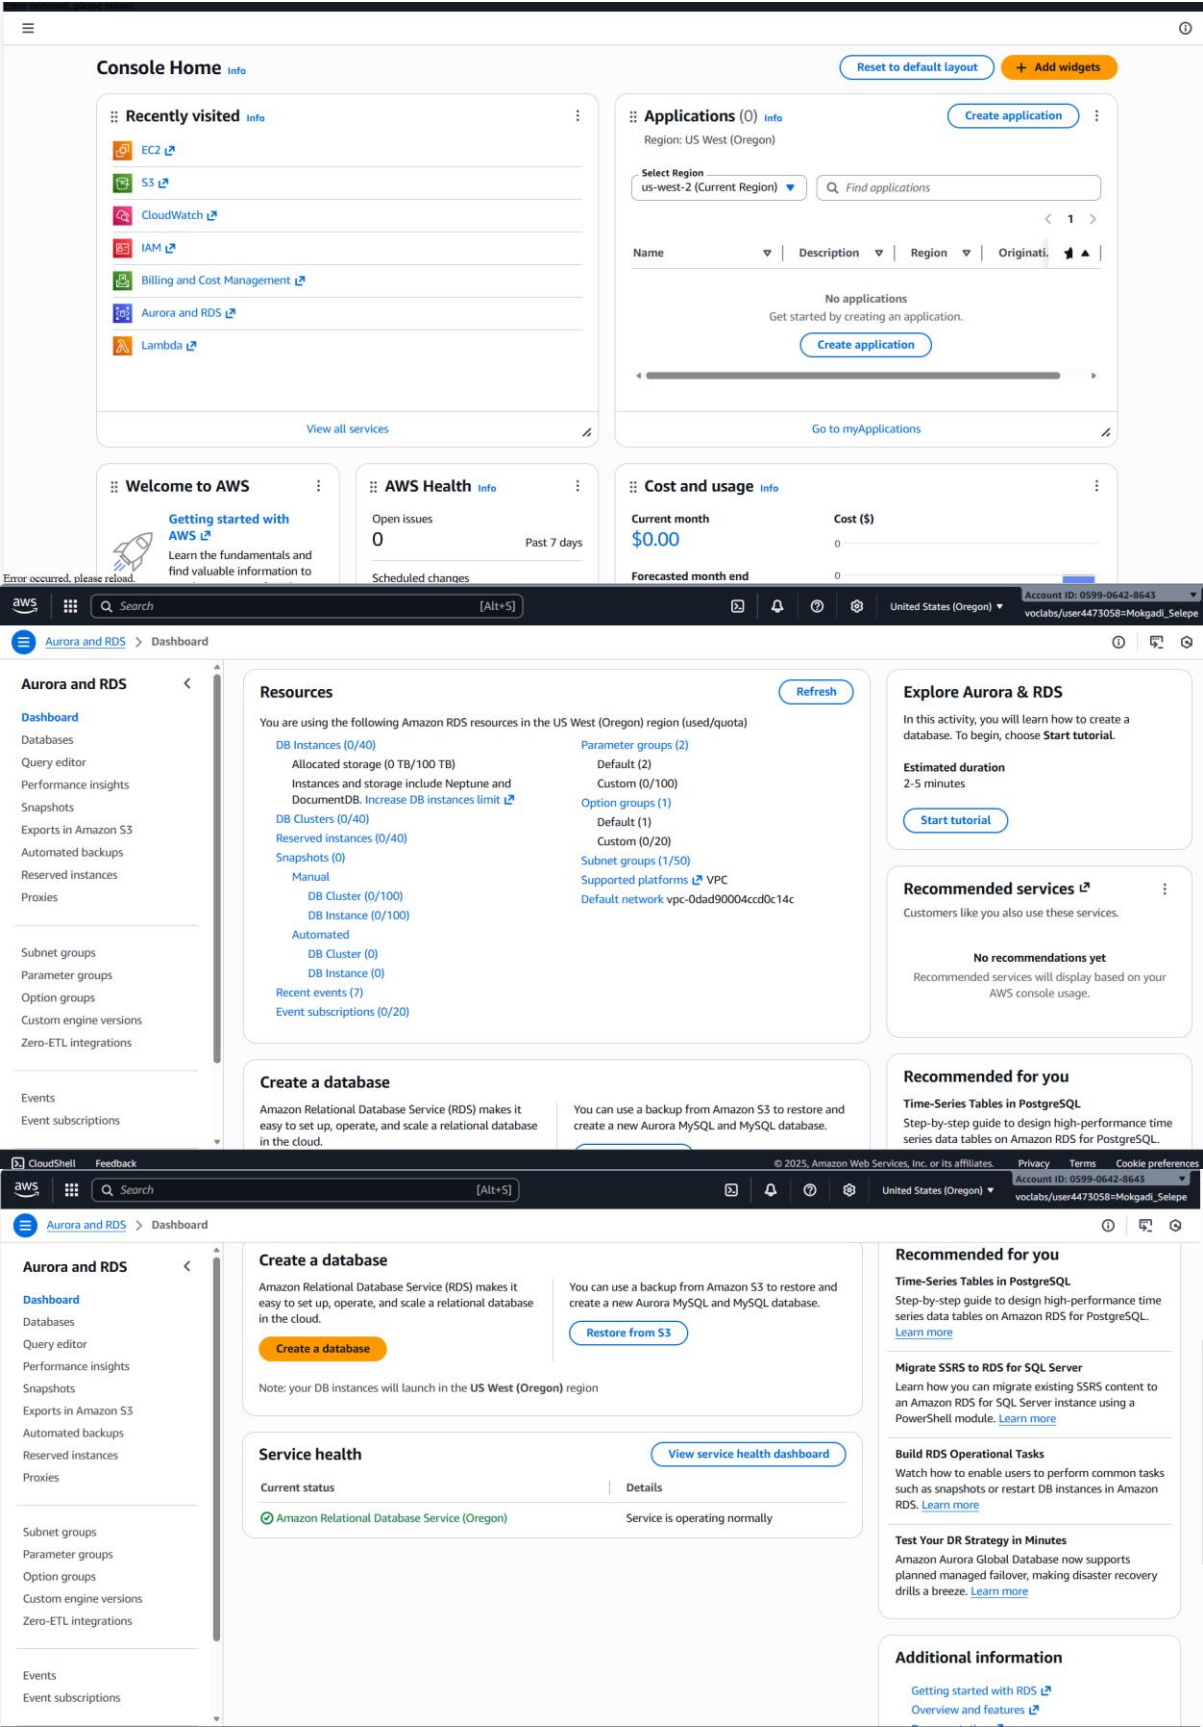 Error occurred, please reload.
Console Home Info
Reset to default layout
+ Add widgets
Recently visited Info
EC2
S3
CloudWatch
IAM
Billing and Cost Management
Aurora and RDS
Lambda
View all services
Applications (0) Info
Create application
Region: US West (Oregon)
Select Region
us-west-2 (Current Region)
Find applications
1
Name
Description
Region
Originati.
No applications
Get started by creating an application.
Create application
Go to myApplications
Welcome to AWS
Getting started with
AWS
Learn the fundamentals and
find valuable information to
AWS Health Info
Open issues
0
Past 7 days
Scheduled changes
Cost and usage Info
Current month
$0.00
Forecasted month end
Cost ($)
0
0
Error occurred, please reload.
aws
Search
[Alt+S]
United States (Oregon)
Account ID: 0599-0642-8643
voclabs/user4473058=Mokgadi_Selepe
Aurora and RDS > Dashboard
Aurora and RDS
Dashboard
Databases
Query editor
Performance insights
Snapshots
Exports in Amazon S3
Automated backups
Reserved instances
Proxies
Subnet groups
Parameter groups
Option groups
Custom engine versions
Zero-ETL integrations
Events
Event subscriptions
Resources
Refresh
You are using the following Amazon RDS resources in the US West (Oregon) region (used/quota)
DB Instances (0/40)
Allocated storage (0 TB/100 TB)
Instances and storage include Neptune and
DocumentDB. Increase DB instances limit
DB Clusters (0/40)
Reserved instances (0/40)
Snapshots (0)
Manual
DB Cluster (0/100)
DB Instance (0/100)
Automated
DB Cluster (0)
DB Instance (0)
Recent events (7)
Event subscriptions (0/20)
Parameter groups (2)
Default (2)
Custom (0/100)
Option groups (1)
Default (1)
Custom (0/20)
Subnet groups (1/50)
Supported platforms VPC
Default network vpc-0dad90004ccd0c14c
Create a database
Amazon Relational Database Service (RDS) makes it
easy to set up, operate, and scale a relational database
in the cloud.
You can use a backup from Amazon S3 to restore and
create a new Aurora MySQL and MySQL database.
Explore Aurora & RDS
In this activity, you will learn how to create a
database. To begin, choose Start tutorial.
Estimated duration
2-5 minutes
Start tutorial
Recommended services
Customers like you also use these services.
No recommendations yet
Recommended services will display based on your
AWS console usage.
Recommended for you
Time-Series Tables in PostgreSQL
Step-by-step guide to design high-performance time
series data tables on Amazon RDS for PostgreSQL.
CloudShell
Feedback
© 2025, Amazon Web Services, Inc. or its affiliates.
Privacy
Terms
Cookie preferences
aws
Search
[Alt+S]
United States (Oregon)
Account ID: 0599-0642-8643
voclabs/user4473058=Mokgadi_Selepe
Aurora and RDS > Dashboard
Aurora and RDS
Dashboard
Databases
Query editor
Performance insights
Snapshots
Exports in Amazon S3
Automated backups
Reserved instances
Proxies
Subnet groups
Parameter groups
Option groups
Custom engine versions
Zero-ETL integrations
Events
Event subscriptions
Create a database
Amazon Relational Database Service (RDS) makes it
easy to set up, operate, and scale a relational database
in the cloud.
Create a database
You can use a backup from Amazon S3 to restore and
create a new Aurora MySQL and MySQL database.
Restore from S3
Note: your DB instances will launch in the US West (Oregon) region
Service health
View service health dashboard
Current status
Details
Amazon Relational Database Service (Oregon)
Service is operating normally
Recommended for you
Time-Series Tables in PostgreSQL
Step-by-step guide to design high-performance time
series data tables on Amazon RDS for PostgreSQL.
Learn more
Migrate SSRS to RDS for SQL Server
Learn how you can migrate existing SSRS content to
an Amazon RDS for SQL Server instance using a
PowerShell module. Learn more
Build RDS Operational Tasks
Watch how to enable users to perform common tasks
such as snapshots or restart DB instances in Amazon
RDS. Learn more
Test Your DR Strategy in Minutes
Amazon Aurora Global Database now supports
planned managed failover, making disaster recovery
drills a breeze. Learn more
Additional information
Getting started with RDS
Overview and features